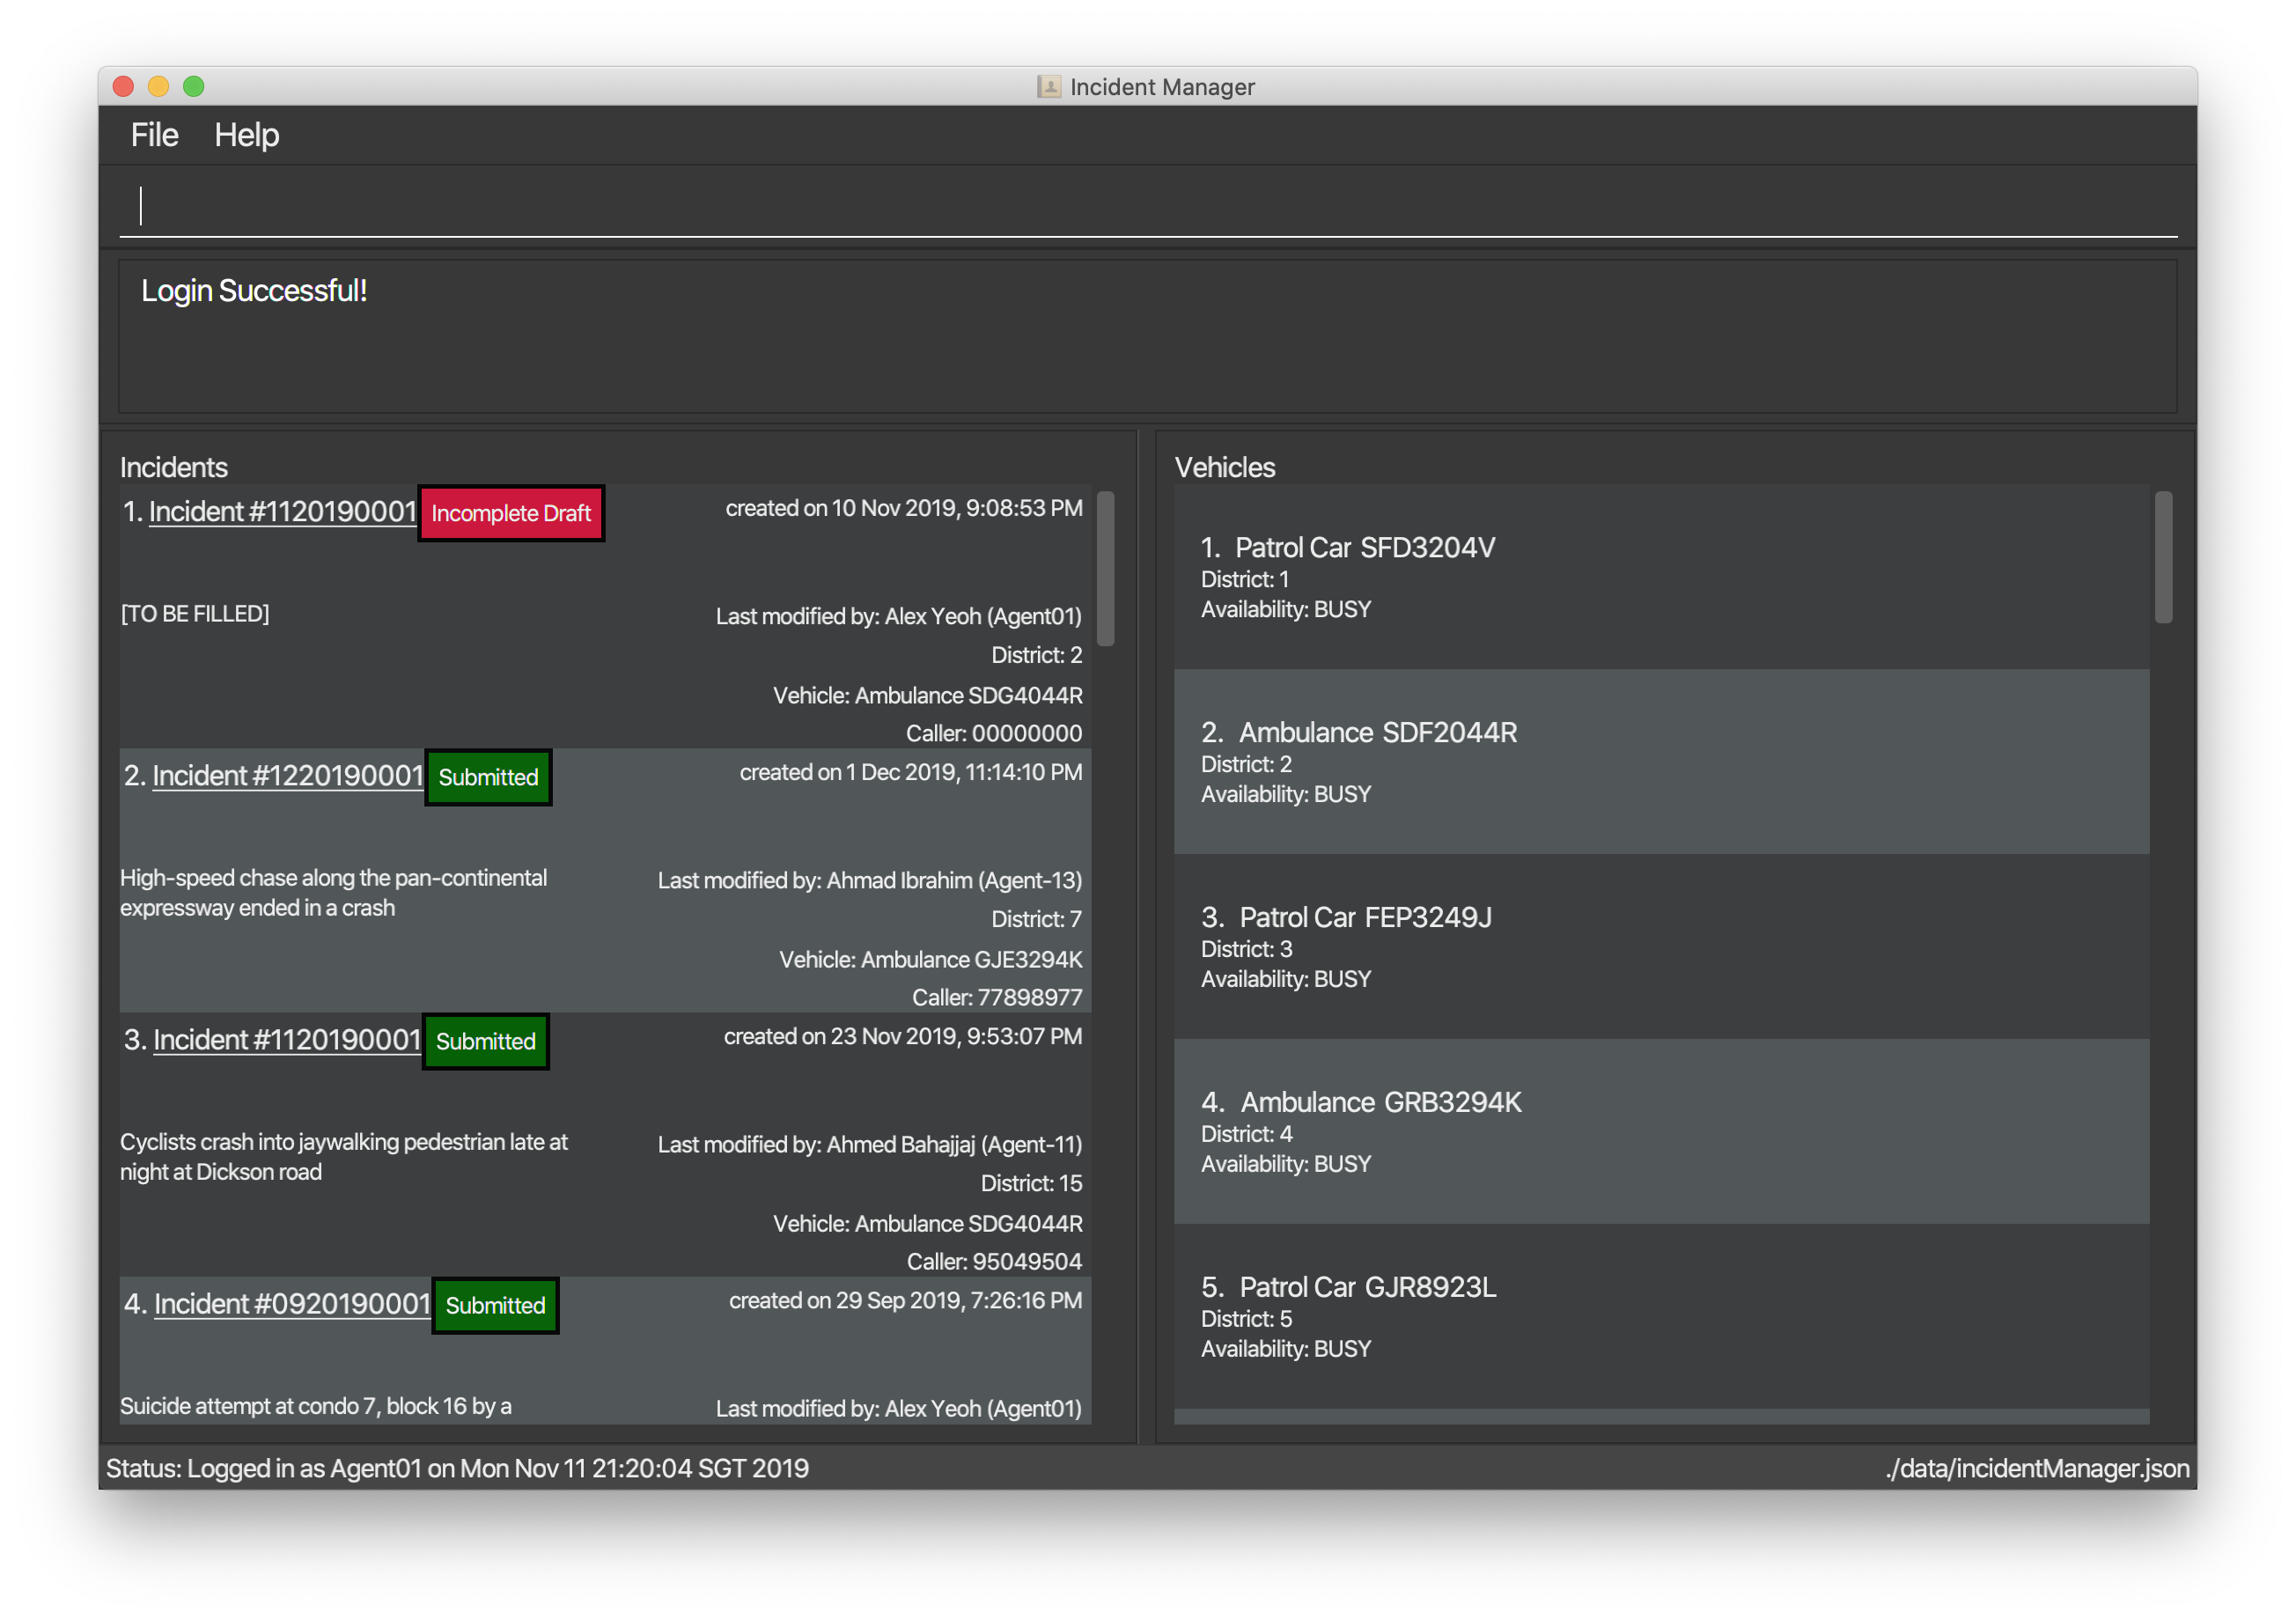 Incident Manager
File Help
Login Successful!
Incidents
1. Incident #1120190001 Incomplete Draft created on 10 Nov 2019, 9:08:53 PM
[TO BE FILLED] Last modified by: Alex Yeoh (Agent01)
District: 2
Vehicle: Ambulance SDG4044R
Caller: 00000000
2. Incident #1220190001 Submitted created on 1 Dec 2019, 11:14:10 PM
High-speed chase along the pan-continental Last modified by: Ahmad Ibrahim (Agent-13)
expressway ended in a crash
District: 7
Vehicle: Ambulance GJE3294K
Caller: 77898977
3. Incident #1120190001 Submitted created on 23 Nov 2019, 9:53:07 PM
Cyclists crash into jaywalking pedestrian late at Last modified by: Ahmed Bahajjaj (Agent-11)
night at Dickson road
District: 15
Vehicle: Ambulance SDG4044R
Caller: 95049504
4. Incident #0920190001 Submitted created on 29 Sep 2019, 7:26:16 PM
Suicide attempt at condo 7, block 16 by a Last modified by: Alex Yeoh (Agent01)
Vehicles
1. Patrol Car SFD3204V
District: 1
Availability: BUSY
2. Ambulance SDF2044R
District: 2
Availability: BUSY
3. Patrol Car FEP3249J
District: 3
Availability: BUSY
4. Ambulance GRB3294K
District: 4
Availability: BUSY
5. Patrol Car GJR8923L
District: 5
Availability: BUSY
Status: Logged in as Agent01 on Mon Nov 11 21:20:04 SGT 2019 ./data/incidentManager.json